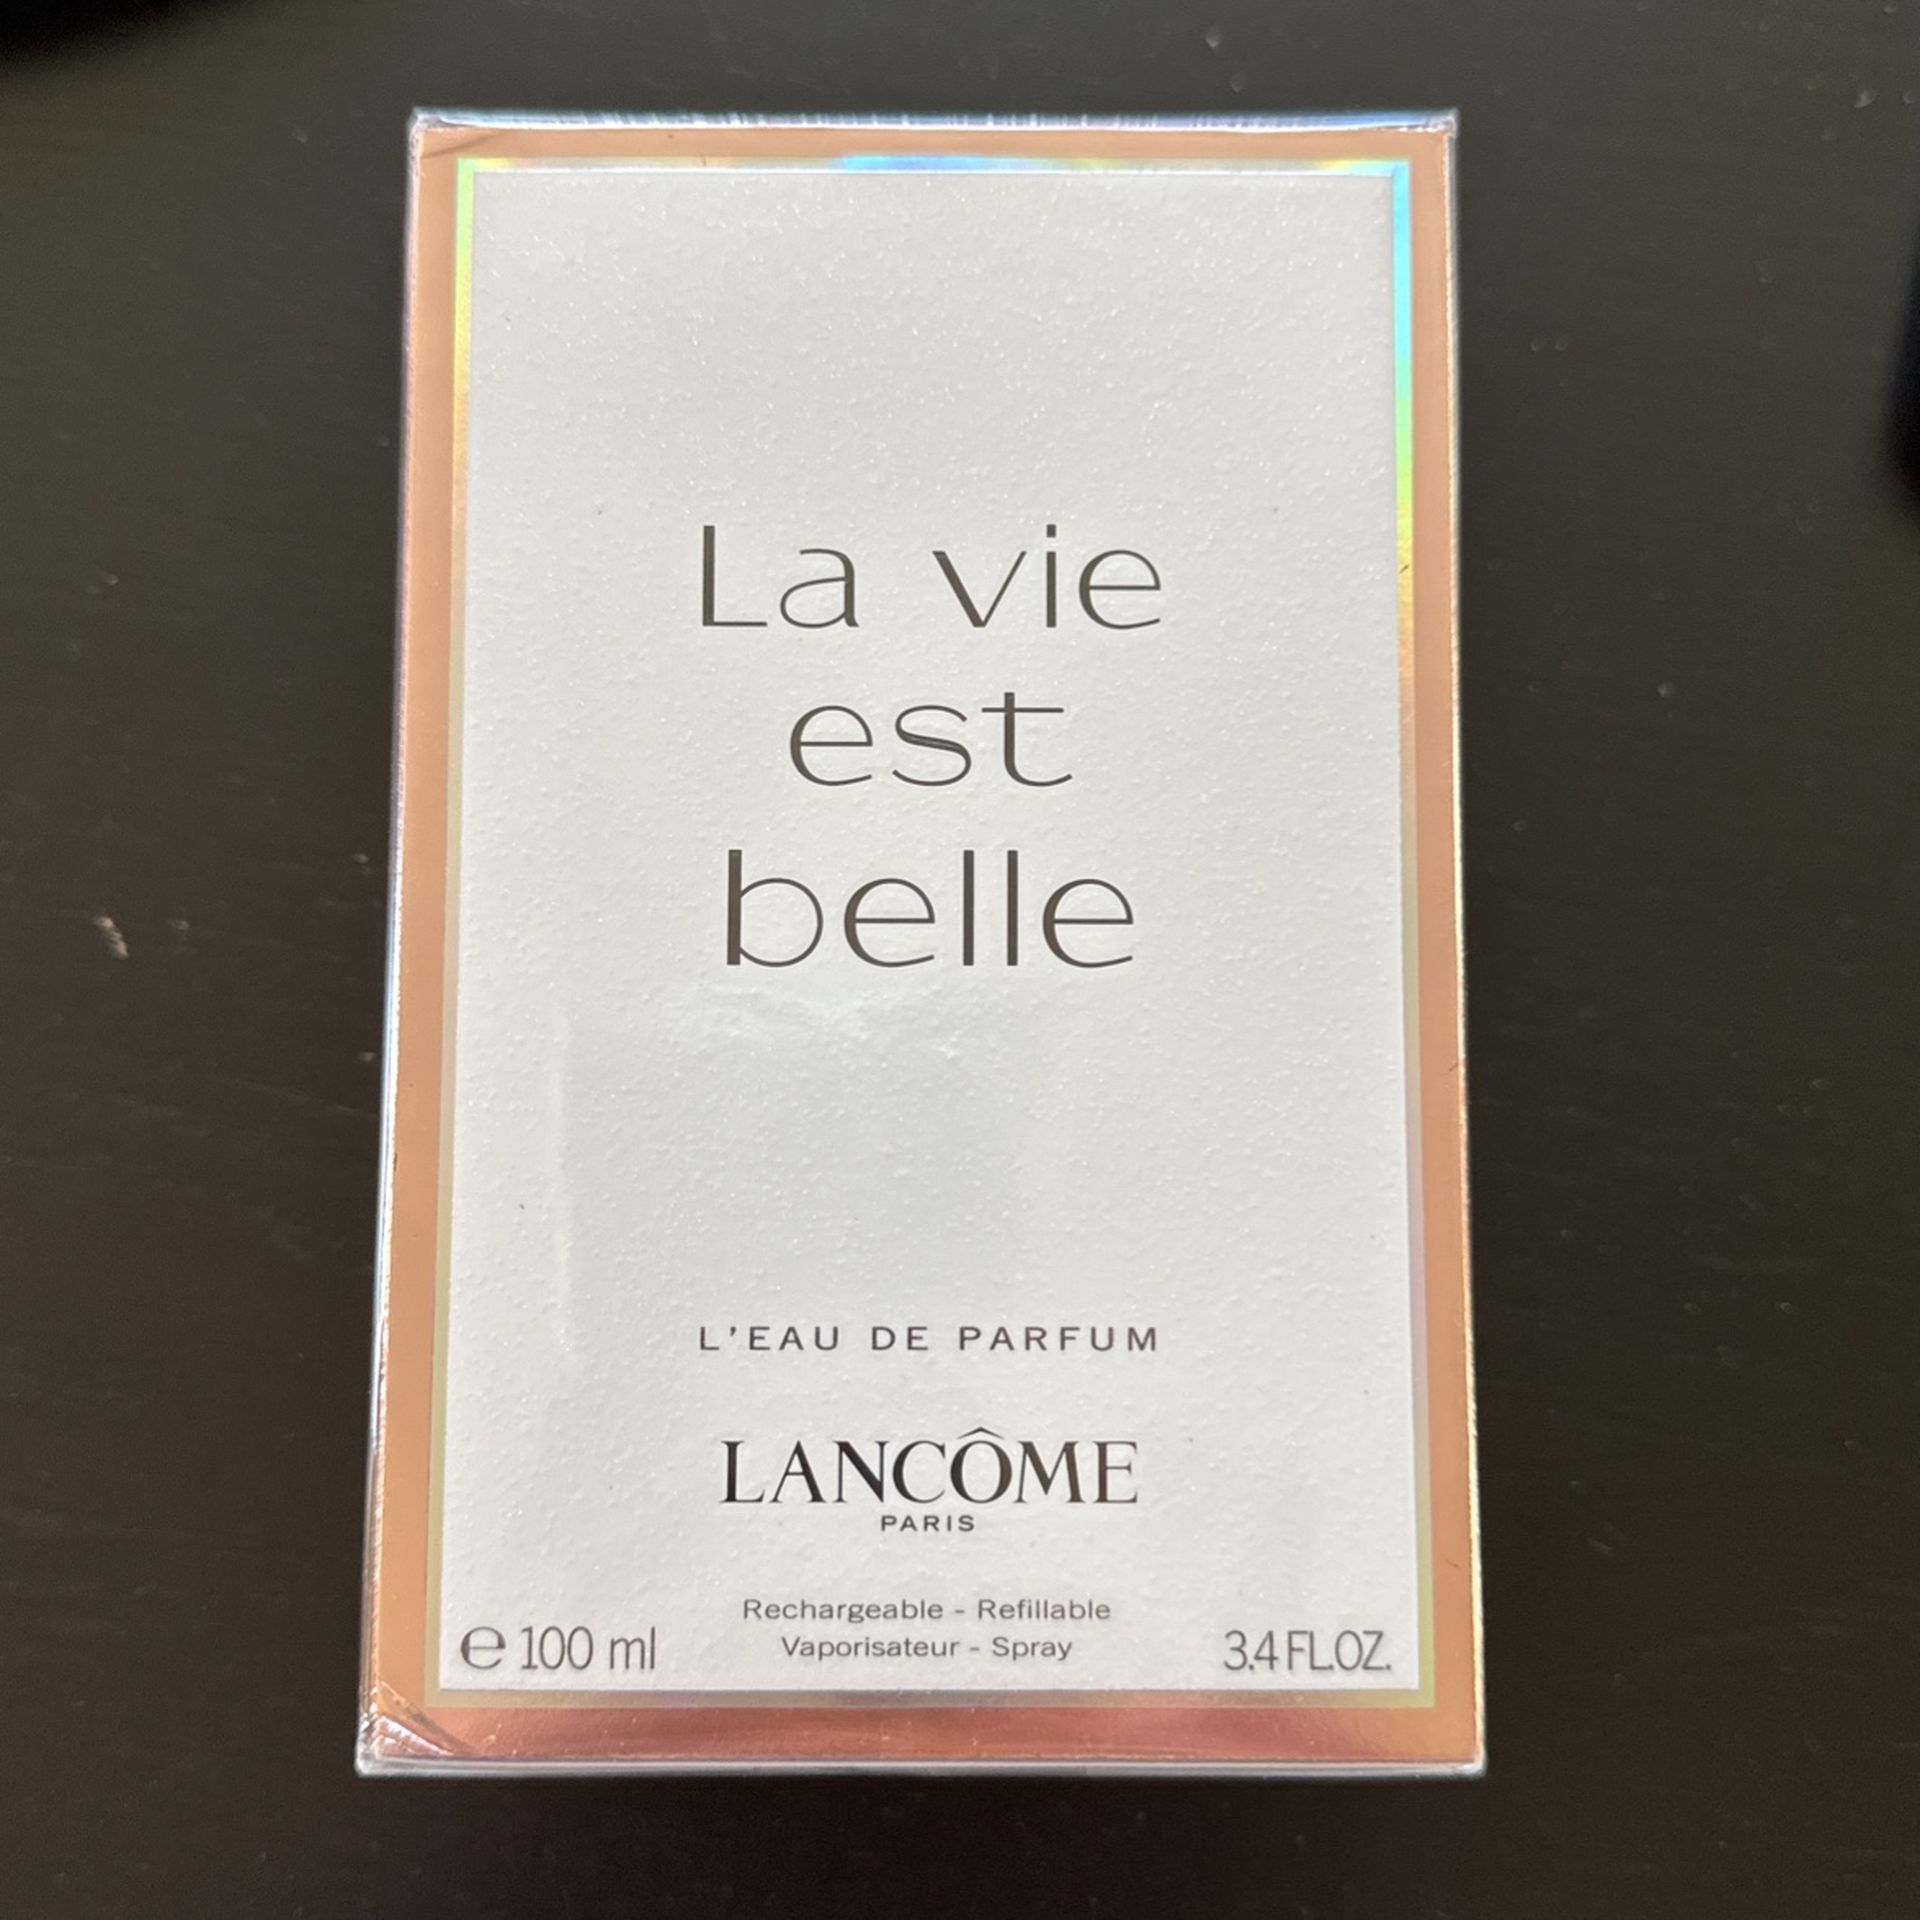 La vie
est
belle
L'EAU DE PARFUM
LANCÔME
PARIS
Rechargeable - Refillable
Vaporisateur - Spray
℮ 100 ml
3.4 FL.OZ.